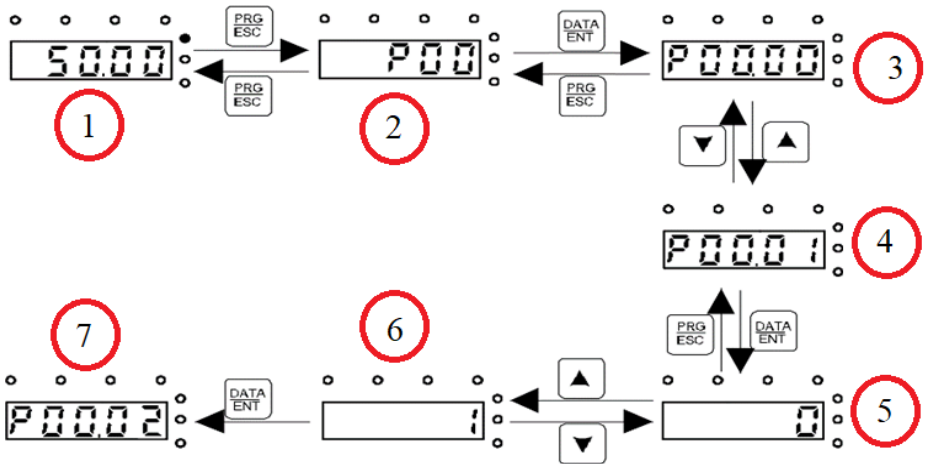 PRG
ESC
50.00
P00
PRG
ESC
1
2
DATA
ENT
P00.00
PRG
ESC
3
P00.01
4
PRG
ESC
DATA
ENT
7
6
P00.02
DATA
ENT
1
0
5